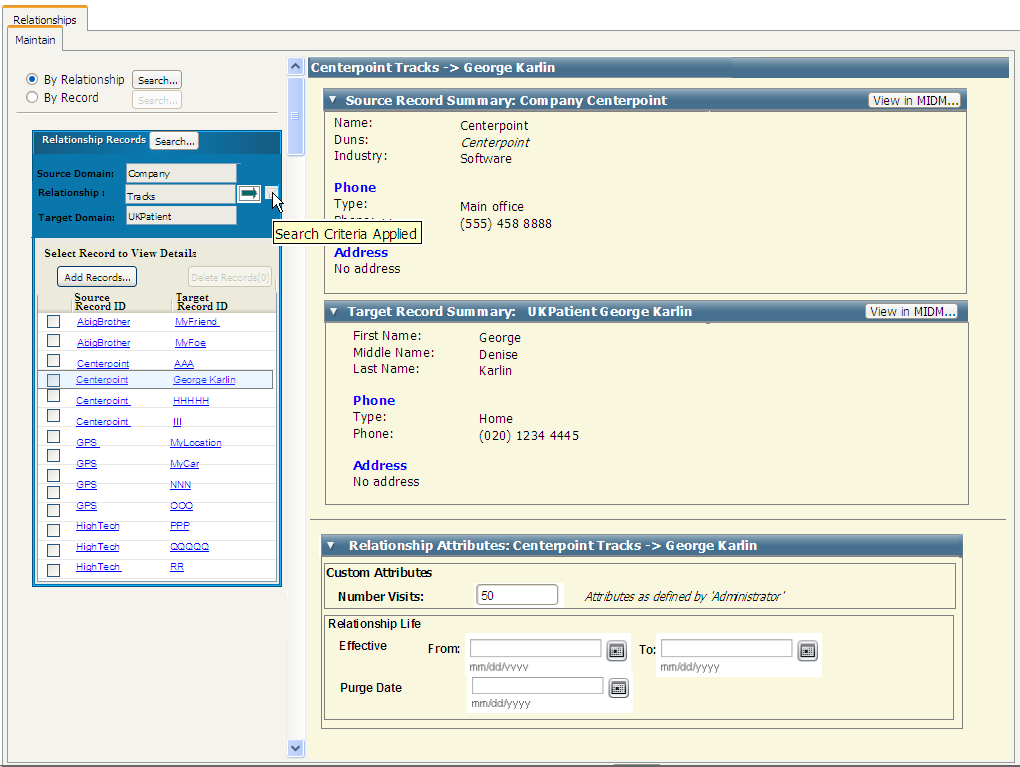 Relationships
Maintain
By Relationship Search...
By Record Search...
Relationship Records Search...
Source Domain: Company
Relationship : Tracks
Target Domain: UKPatient
Search Criteria Applied
Select Record to View Details
Add Records... Delete Records(0)
Source Record ID Target Record ID
AbigBrother MyFriend
AbigBrother MyFoe
Centerpoint AAA
Centerpoint George Karlin
Centerpoint HHHHH
Centerpoint III
GPS MyLocation
GPS MyCar
GPS NNN
GPS OOO
HighTech PPP
HighTech QQQQQ
HighTech RR
Centerpoint Tracks -> George Karlin
Source Record Summary: Company Centerpoint View in MIDM...
Name: Centerpoint
Duns: Centerpoint
Industry: Software
Phone
Type: Main office
(555) 458 8888
Address
No address
Target Record Summary: UKPatient George Karlin View in MIDM...
First Name: George
Middle Name: Denise
Last Name: Karlin
Phone
Type: Home
Phone: (020) 1234 4445
Address
No address
Relationship Attributes: Centerpoint Tracks -> George Karlin
Custom Attributes
Number Visits: 50 Attributes as defined by 'Administrator'
Relationship Life
Effective From: To:
mm/dd/yyyy mm/dd/yyyy
Purge Date
mm/dd/yyyy